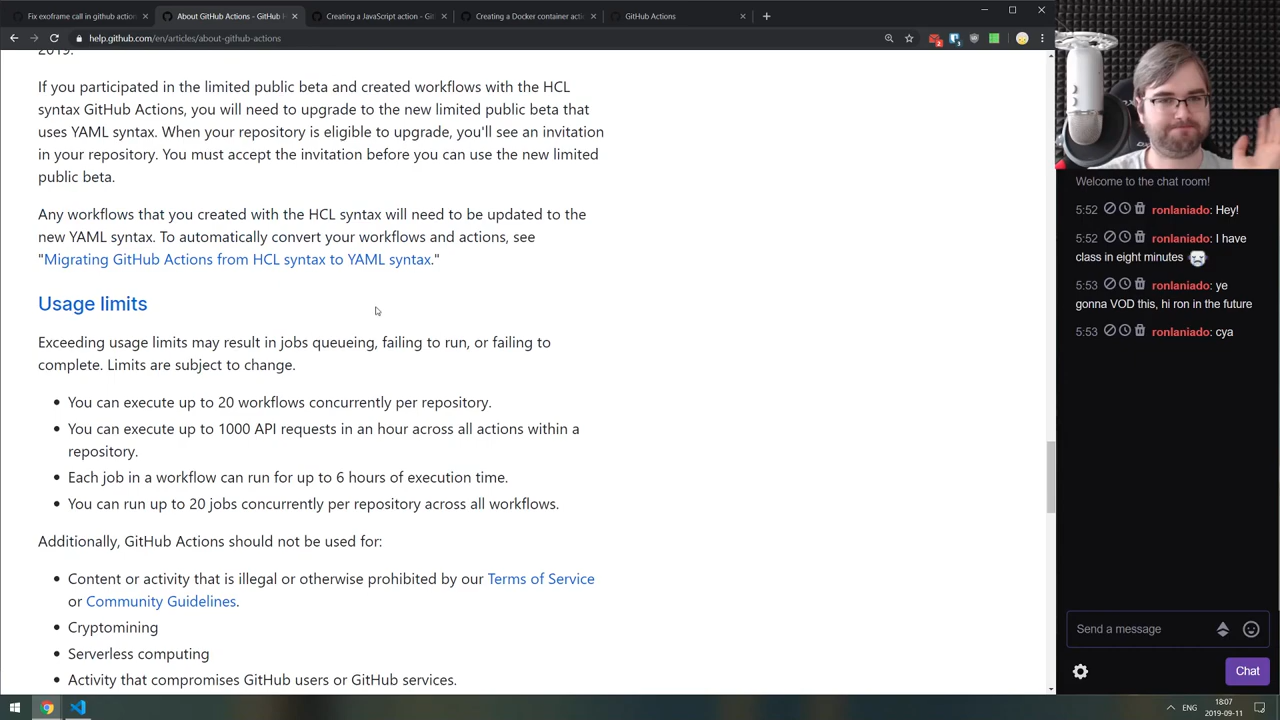 Fix exoframe call in github action
About GitHub Actions - GitHub H
Creating a JavaScript action - Git
Creating a Docker container actio
GitHub Actions
help.github.com/en/articles/about-github-actions
2019.
If you participated in the limited public beta and created workflows with the HCL
syntax GitHub Actions, you will need to upgrade to the new limited public beta that
uses YAML syntax. When your repository is eligible to upgrade, you'll see an invitation
in your repository. You must accept the invitation before you can use the new limited
public beta.
Any workflows that you created with the HCL syntax will need to be updated to the
new YAML syntax. To automatically convert your workflows and actions, see
"Migrating GitHub Actions from HCL syntax to YAML syntax."
Usage limits
Exceeding usage limits may result in jobs queueing, failing to run, or failing to
complete. Limits are subject to change.
You can execute up to 20 workflows concurrently per repository.
You can execute up to 1000 API requests in an hour across all actions within a
repository.
Each job in a workflow can run for up to 6 hours of execution time.
You can run up to 20 jobs concurrently per repository across all workflows.
Additionally, GitHub Actions should not be used for:
Content or activity that is illegal or otherwise prohibited by our Terms of Service
or Community Guidelines.
Cryptomining
Serverless computing
Activity that compromises GitHub users or GitHub services.
Welcome to the chat room!
5:52 ronlaniado: Hey!
5:52 ronlaniado: I have
class in eight minutes
5:53 ronlaniado: ye
gonna VOD this, hi ron in the future
5:53 ronlaniado: cya
Send a message
Chat
ENG
18:07
2019-09-11